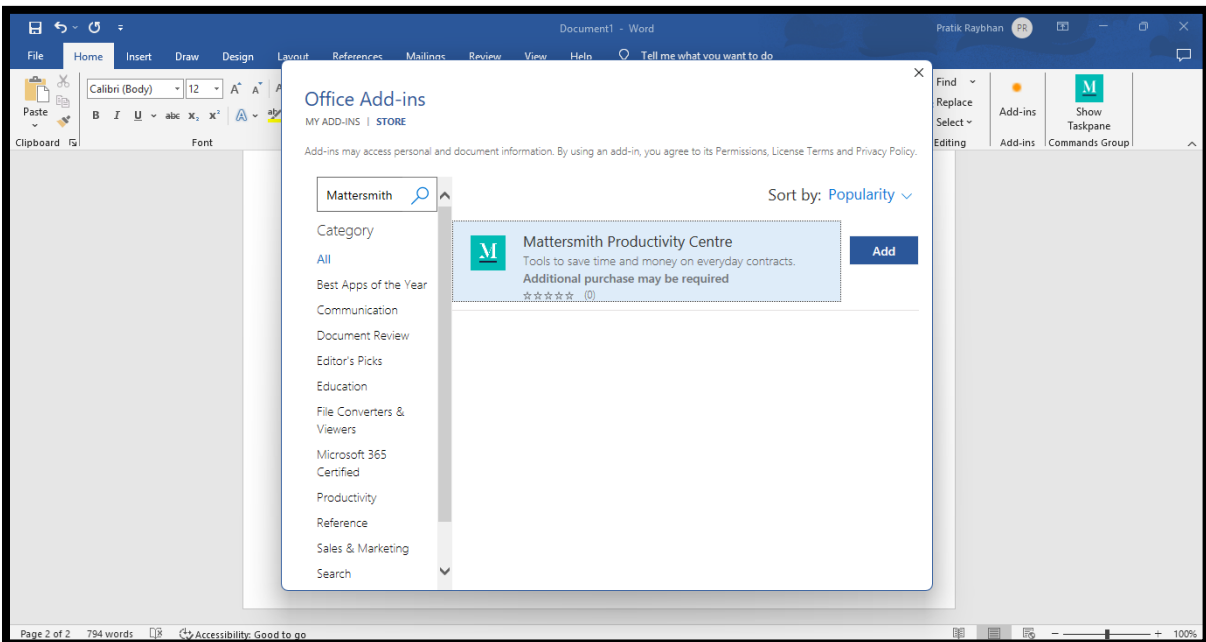 Document1 - Word
Pratik Raybhan PR
File Home Insert Draw Design Layout References Mailings Review View Help Tell me what you want to do
Paste
Clipboard
Calibri (Body) 12 A A
B I U abc X₂ X² A
Font
Find
Replace
Select
Editing
Add-ins
Add-ins
M
Show
Taskpane
Commands Group
Office Add-ins
MY ADD-INS | STORE
Add-ins may access personal and document information. By using an add-in, you agree to its Permissions, License Terms and Privacy Policy.
Mattersmith
Sort by: Popularity
Category
All
Best Apps of the Year
Communication
Document Review
Editor's Picks
Education
File Converters &
Viewers
Microsoft 365
Certified
Productivity
Reference
Sales & Marketing
Search
M
Mattersmith Productivity Centre
Tools to save time and money on everyday contracts.
Additional purchase may be required
(0)
Add
Page 2 of 2 794 words Accessibility: Good to go 100%